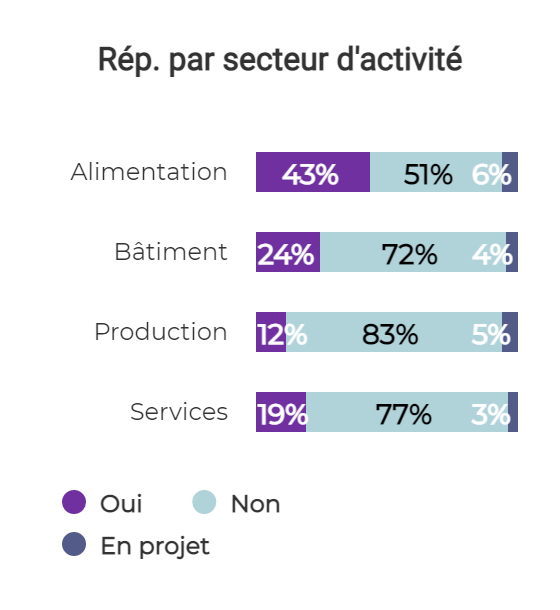 Rép. par secteur d'activité
Alimentation 43% 51% 6%
Bâtiment 24% 72% 4%
Production 12% 83% 5%
Services 19% 77% 3%
Oui Non
En projet